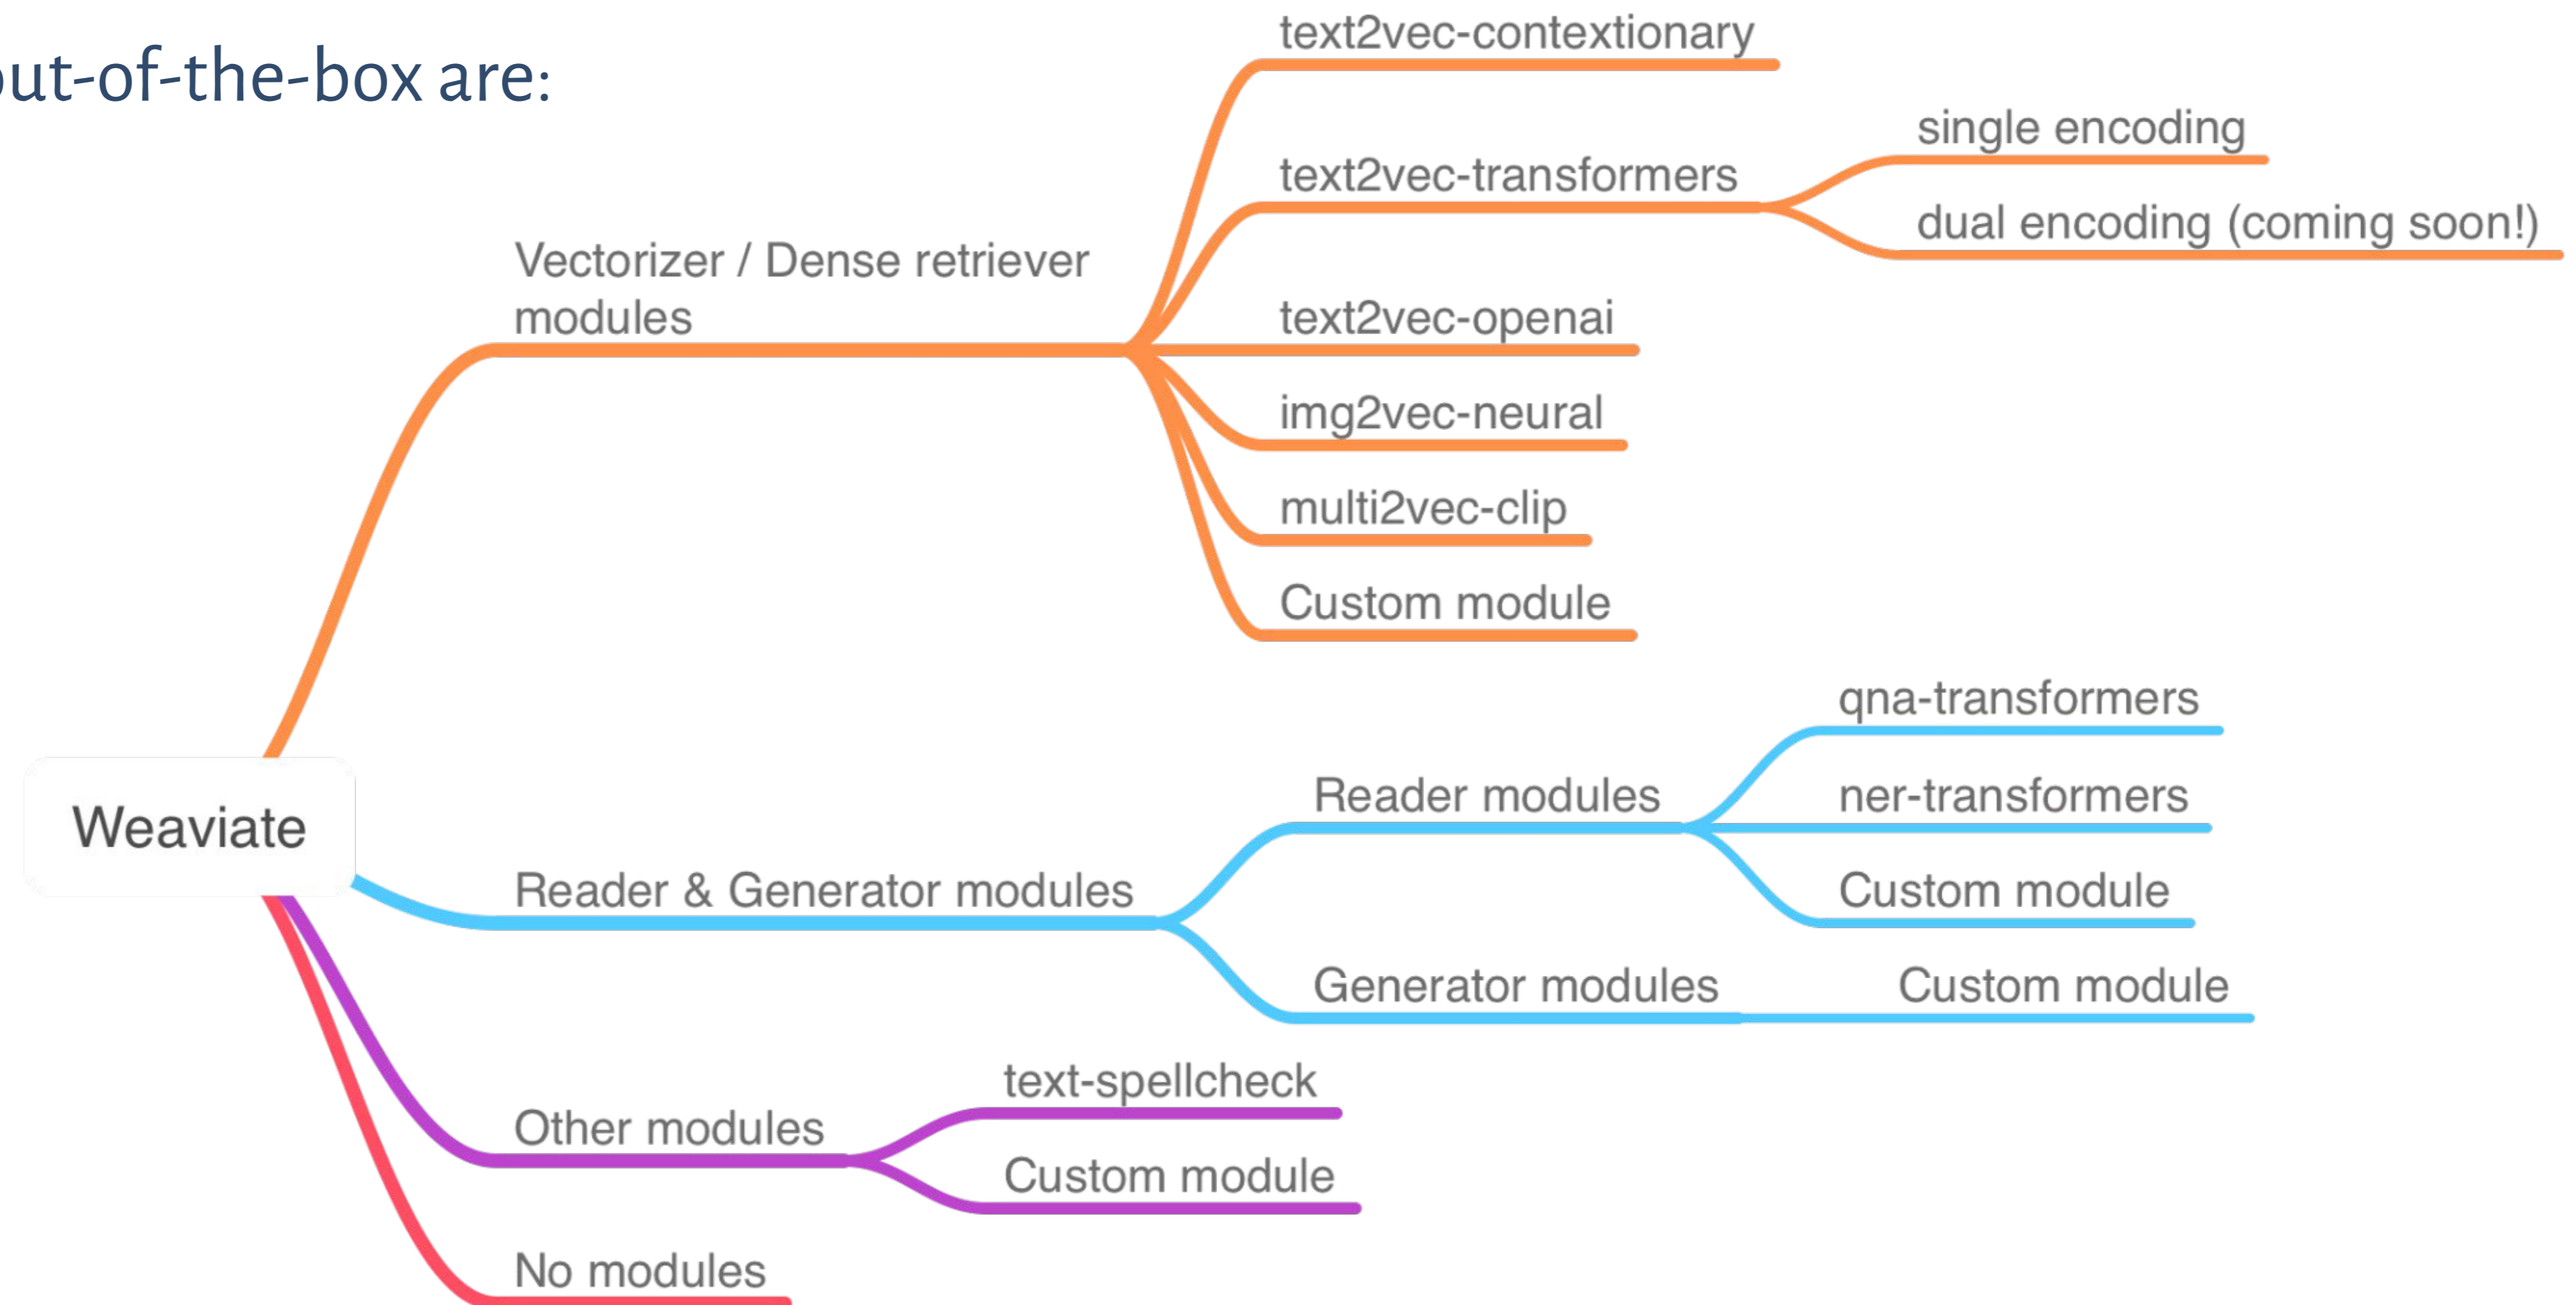 out-of-the-box are:
text2vec-contextionary
single encoding
text2vec-transformers
dual encoding (coming soon!)
Vectorizer / Dense retriever
modules
text2vec-openai
img2vec-neural
multi2vec-clip
Custom module
qna-transformers
Reader modules
ner-transformers
Weaviate
Reader & Generator modules
Custom module
Generator modules
Custom module
text-spellcheck
Other modules
Custom module
No modules